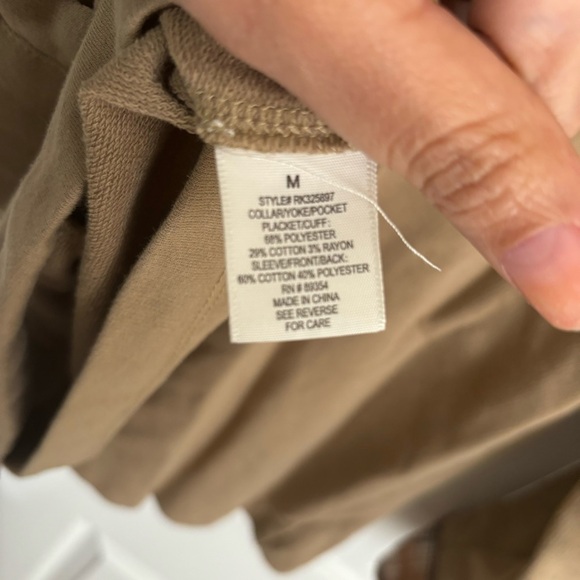 M
STYLE# RK325897
COLLAR/YOKE/POCKET
PLACKET/CUFF:
68% POLYESTER
29% COTTON 3% RAYON
SLEEVE/FRONT/BACK:
60% COTTON 40% POLYESTER
RN # 89354
MADE IN CHINA
SEE REVERSE
FOR CARE